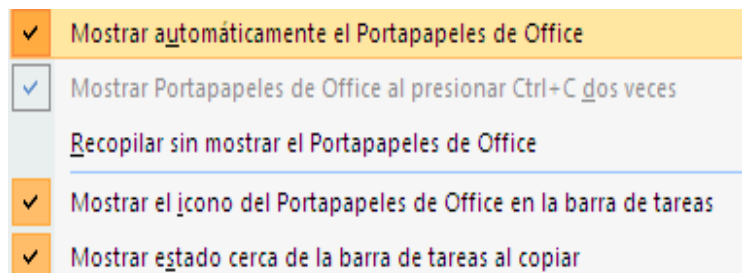 Mostrar automáticamente el Portapapeles de Office
Mostrar Portapapeles de Office al presionar Ctrl+C dos veces
Recopilar sin mostrar el Portapapeles de Office
Mostrar el icono del Portapapeles de Office en la barra de tareas
Mostrar estado cerca de la barra de tareas al copiar